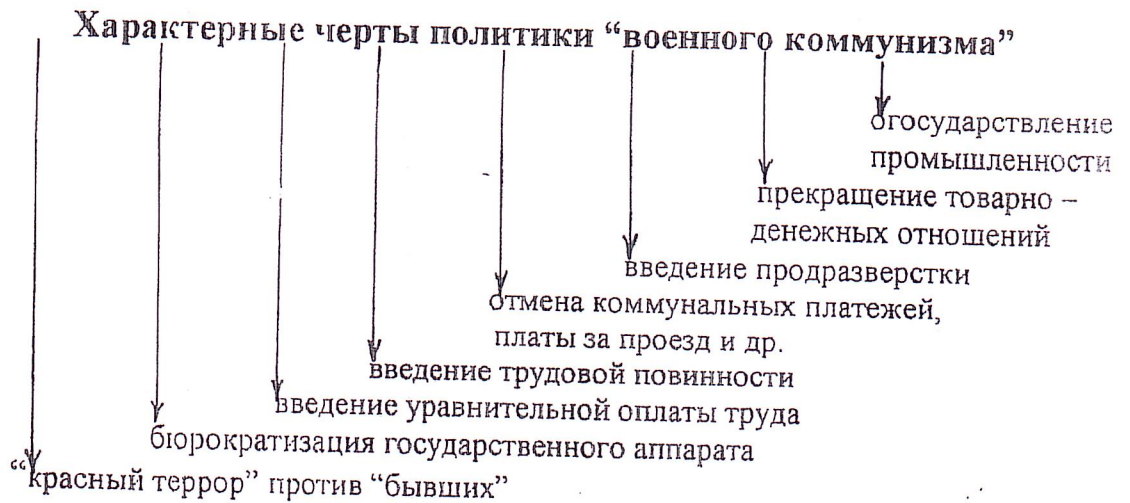 Характерные черты политики “военного коммунизма”
огосударствление
промышленности
прекращение товарно –
денежных отношений
введение продразверстки
отмена коммунальных платежей,
платы за проезд и др.
введение трудовой повинности
введение уравнительной оплаты труда
бюрократизация государственного аппарата
“красный террор” против “бывших”